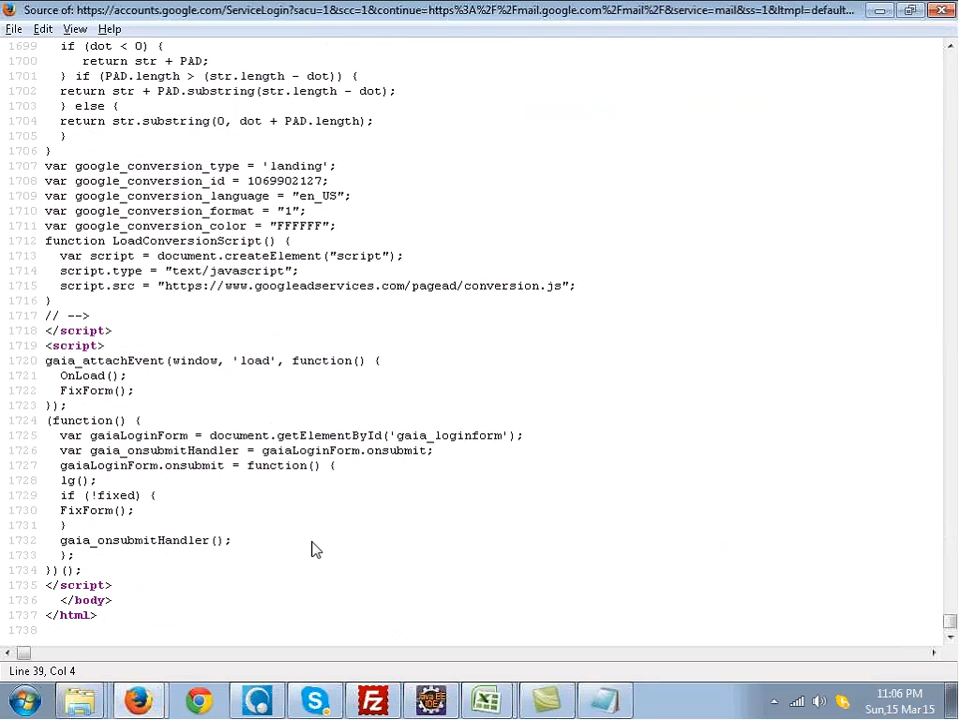 Source of: https://accounts.google.com/ServiceLogin?sacu=1&scc=1&continue=https%3A%2F%2Fmail.google.com%2Fmail%2F&service=mail&ss=1&ltmpl=default...
File Edit View Help
1699 if (dot < 0) {
1700 return str + PAD;
1701 } if (PAD.length > (str.length - dot)) {
1702 return str + PAD.substring(str.length - dot);
1703 } else {
1704 return str.substring(0, dot + PAD.length);
1705 }
1706 }
1707 var google_conversion_type = 'landing';
1708 var google_conversion_id = 1069902127;
1709 var google_conversion_language = "en_US";
1710 var google_conversion_format = "1";
1711 var google_conversion_color = "FFFFFF";
1712 function LoadConversionScript() {
1713 var script = document.createElement("script");
1714 script.type = "text/javascript";
1715 script.src = "https://www.googleadservices.com/pagead/conversion.js";
1716 }
1717 // -->
1718 </script>
1719 <script>
1720 gaia_attachEvent(window, 'load', function() {
1721 OnLoad();
1722 FixForm();
1723 });
1724 (function() {
1725 var gaiaLoginForm = document.getElementById('gaia_loginform');
1726 var gaia_onsubmitHandler = gaiaLoginForm.onsubmit;
1727 gaiaLoginForm.onsubmit = function() {
1728 lg();
1729 if (!fixed) {
1730 FixForm();
1731 }
1732 gaia_onsubmitHandler();
1733 };
1734 })();
1735 </script>
1736 </body>
1737 </html>
1738
Line 39, Col 4
Java EE
IDE
11:06 PM
Sun,15 Mar 15